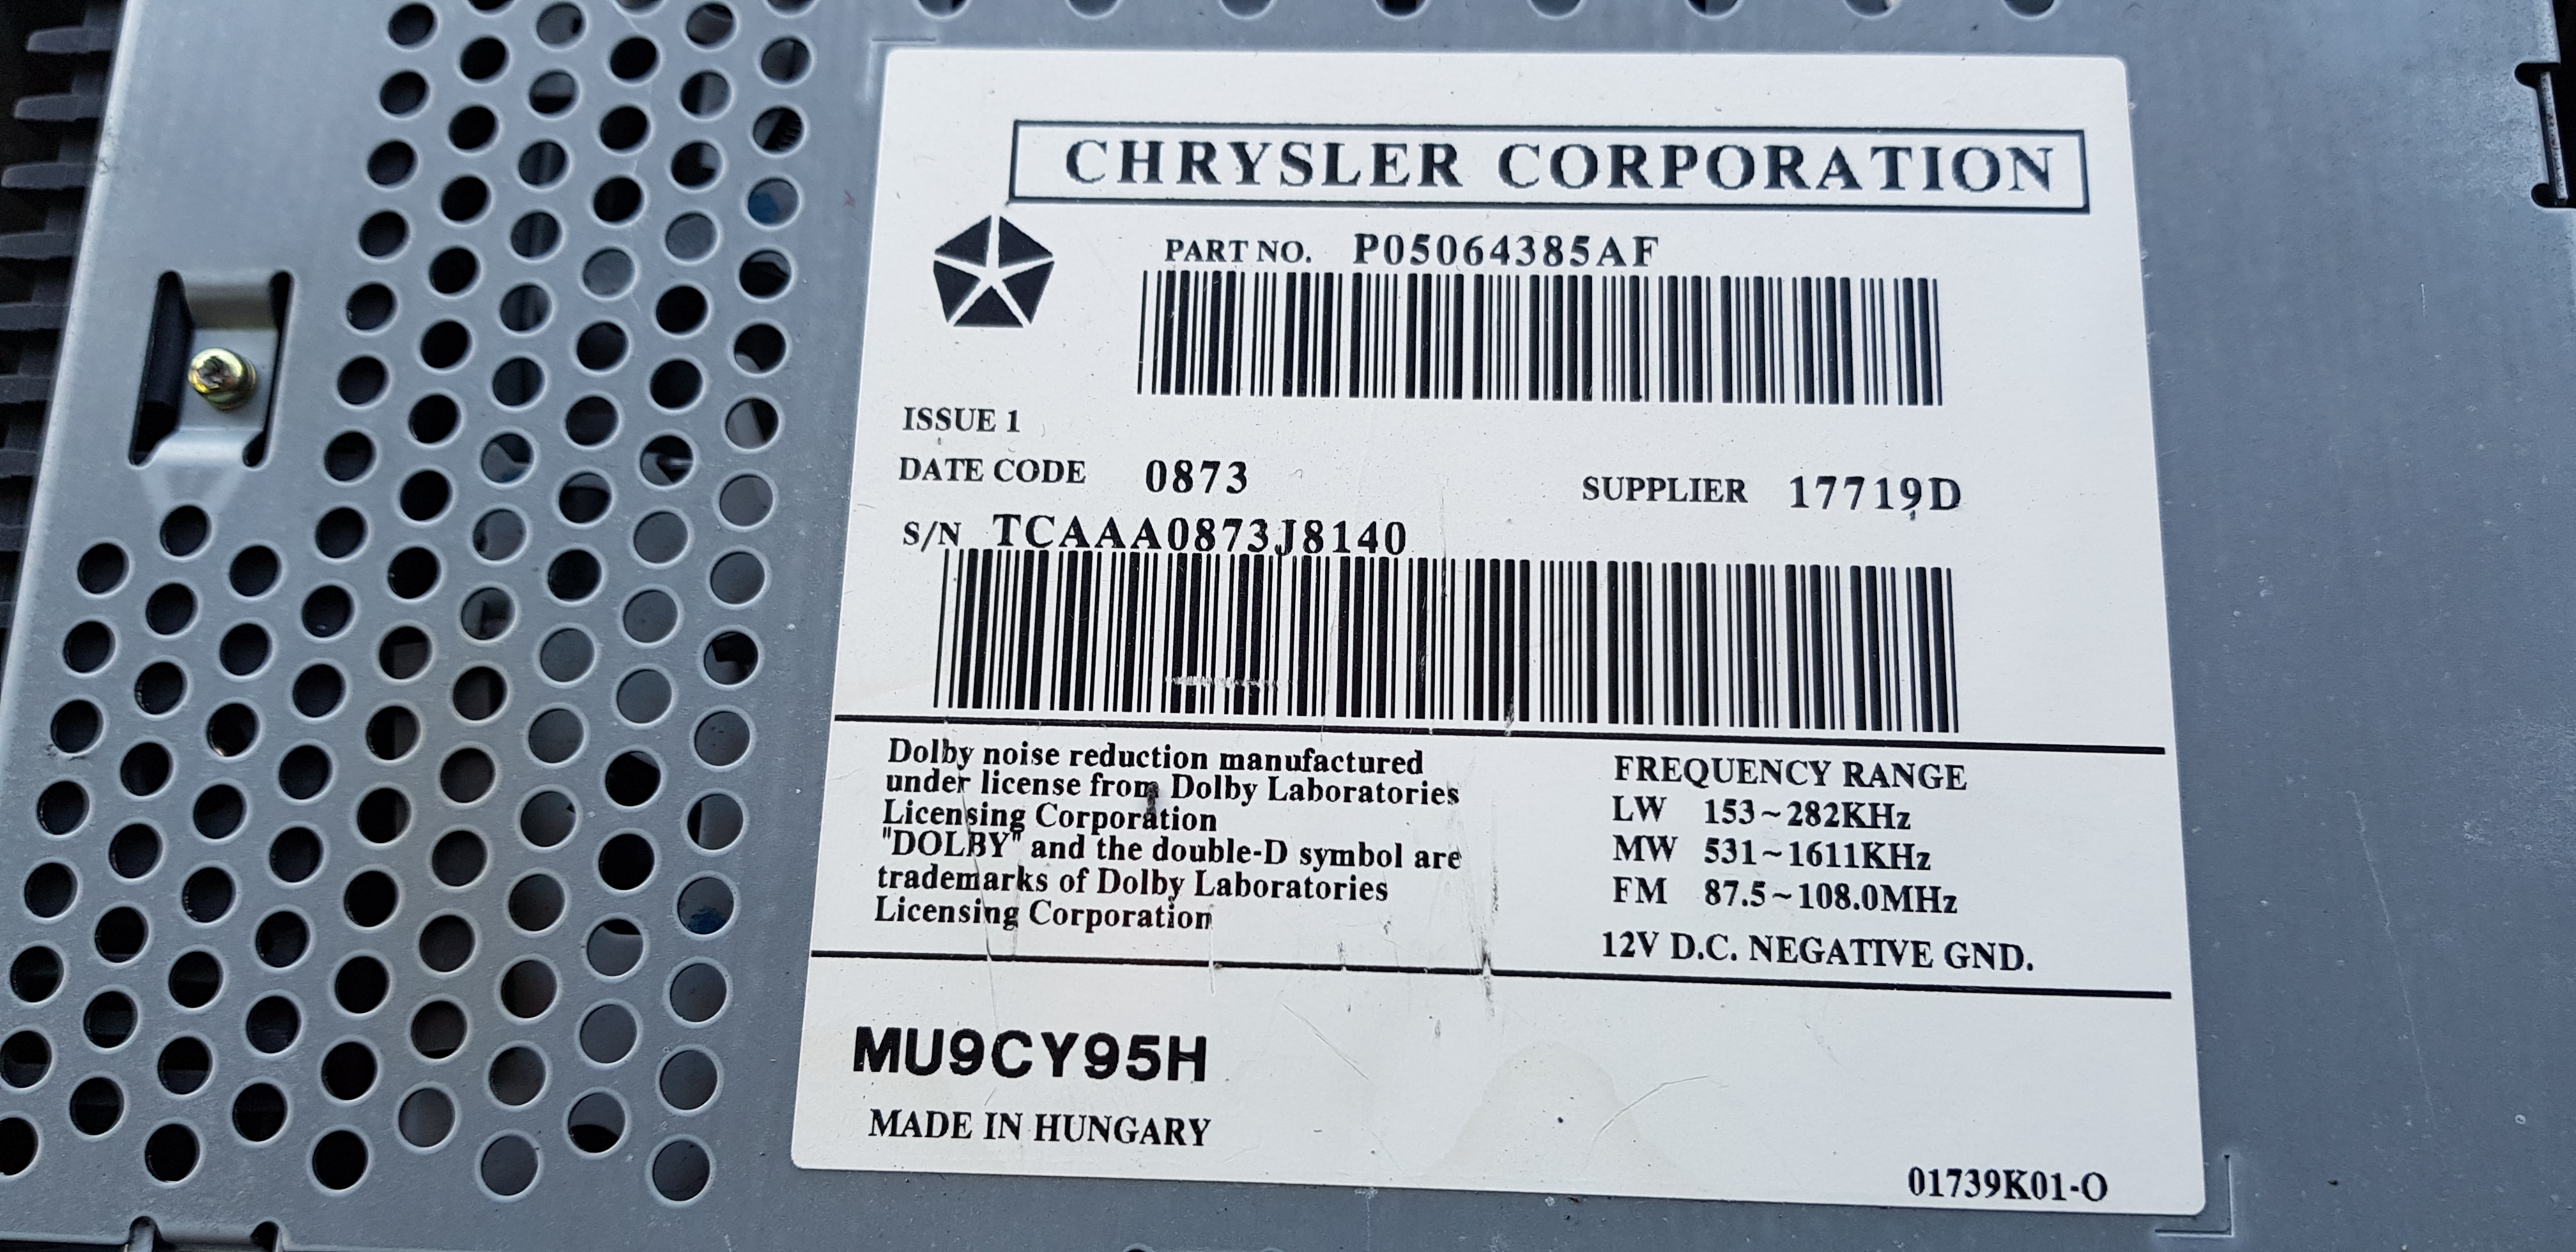 CHRYSLER CORPORATION
PART NO. P05064385AF
ISSUE 1
DATE CODE 0873
SUPPLIER 17719D
S/N TCAAA0873J8140
Dolby noise reduction manufactured
under license from Dolby Laboratories
Licensing Corporation
"DOLBY" and the double-D symbol are
trademarks of Dolby Laboratories
Licensing Corporation
FREQUENCY RANGE
LW 153~282KHz
MW 531~1611KHz
FM 87.5~108.0MHz
12V D.C. NEGATIVE GND.
MU9CY95H
MADE IN HUNGARY
01739K01-O